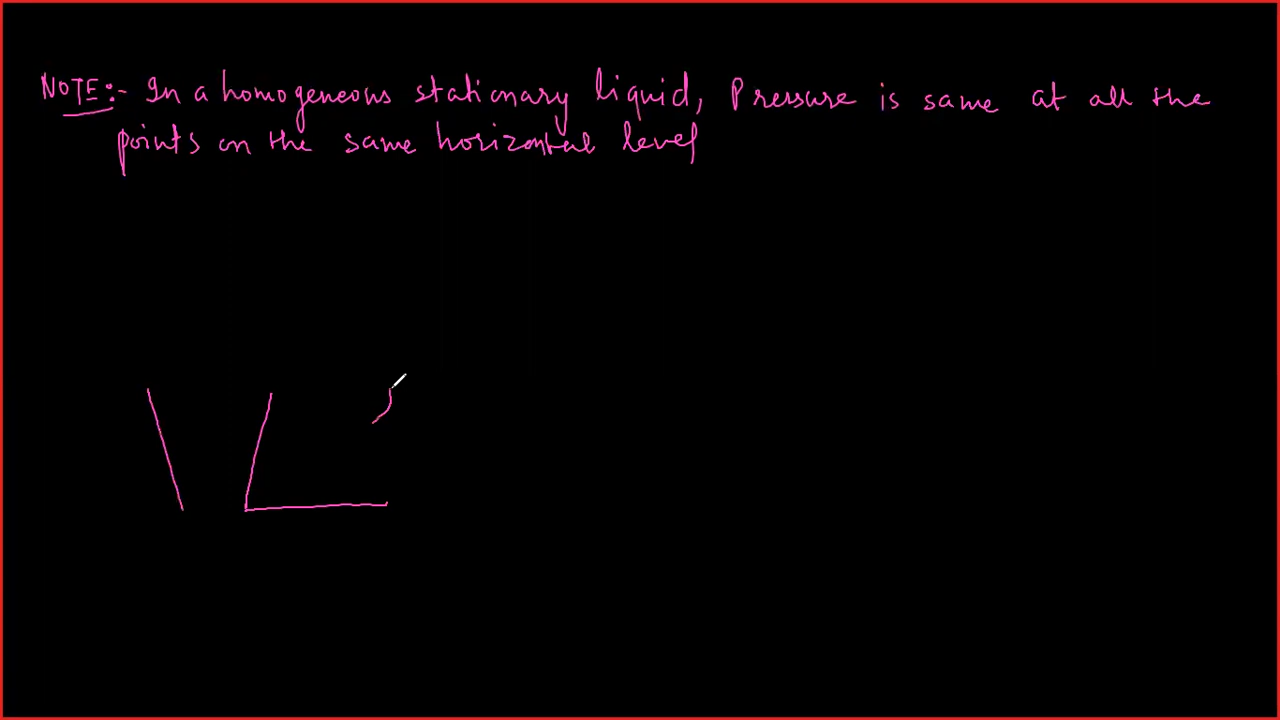 NOTE:- In a homogeneous stationary liquid, Pressure is same at all the
points on the same horizontal level